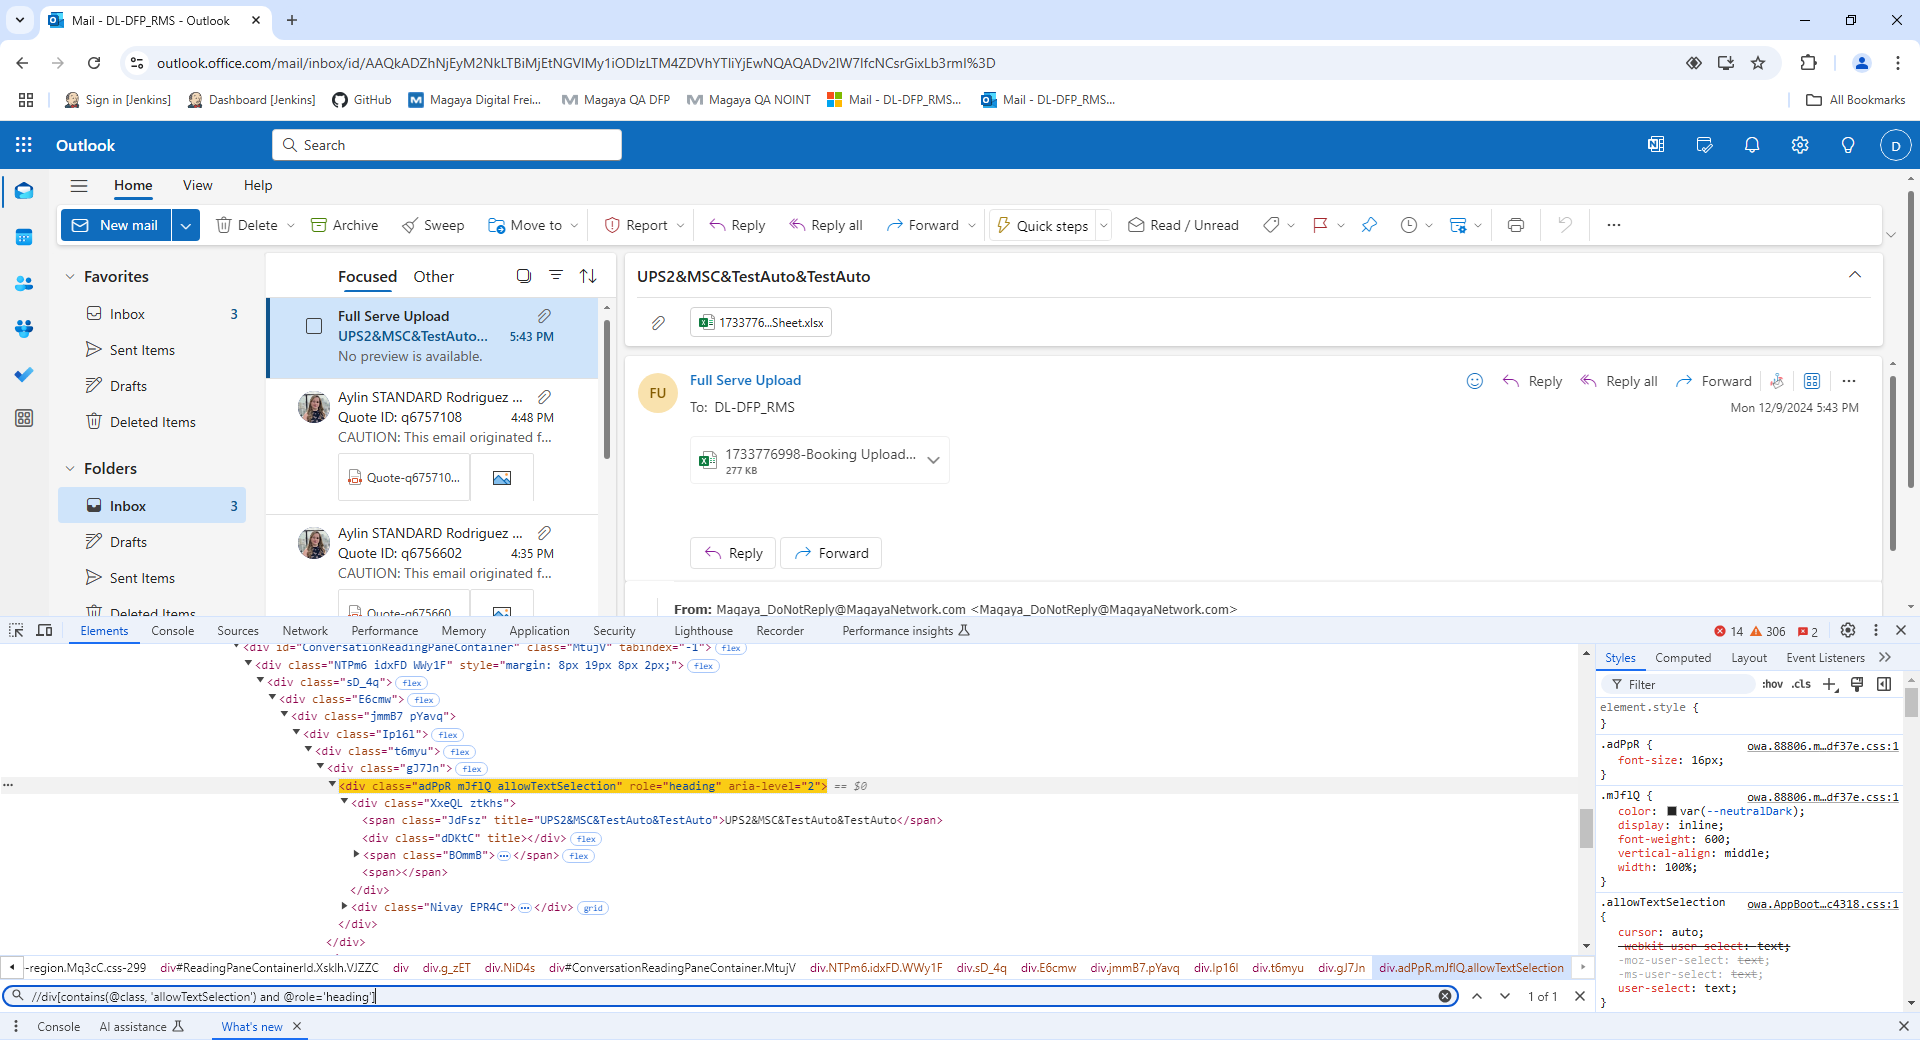 Mail - DL-DFP_RMS - Outlook
outlook.office.com/mail/inbox/id/AAQkADZhNjEyM2NkLTBiMjEtNGVlMy1iODIzLTM4ZDVhYTliYjEwNQAQADv2lW7lfcNCsrGixLb3rmI%3D
Sign in [Jenkins]
Dashboard [Jenkins]
GitHub
Magaya Digital Frei...
Magaya QA DFP
Magaya QA NOINT
Mail - DL-DFP_RMS...
Mail - DL-DFP_RMS...
All Bookmarks
Outlook
Search
D
Home View Help
New mail
Delete
Archive
Sweep
Move to
Report
Reply
Reply all
Forward
Quick steps
Read / Unread
Favorites
Inbox 3
Sent Items
Drafts
Deleted Items
Folders
Inbox 3
Drafts
Sent Items
Deleted Items
Focused Other
Full Serve Upload
UPS2&MSC&TestAuto... 5:43 PM
No preview is available.
Aylin STANDARD Rodriguez ...
Quote ID: q6757108 4:48 PM
CAUTION: This email originated f...
Quote-q675710...
Aylin STANDARD Rodriguez ...
Quote ID: q6756602 4:35 PM
CAUTION: This email originated f...
Quote-q675660
UPS2&MSC&TestAuto&TestAuto
1733776...Sheet.xlsx
FU
Full Serve Upload
To: DL-DFP_RMS
Reply
Reply all
Forward
Mon 12/9/2024 5:43 PM
1733776998-Booking Upload...
277 KB
Reply
Forward
From: Magaya_DoNotReply@MagayaNetwork.com <Magaya_DoNotReply@MagayaNetwork.com>
Elements Console Sources Network Performance Memory Application Security Lighthouse Recorder Performance insights
14 306 2
<div id="ConversationReadingPaneContainer" class="MtujV" tabindex="-1"> flex
<div class="NTPm6 idxFD WWy1F" style="margin: 8px 19px 8px 2px;"> flex
<div class="sD_4q"> flex
<div class="E6cmw"> flex
<div class="jmmB7 pYavq">
<div class="Ip16l"> flex
<div class="t6myu"> flex
<div class="gJ7Jn"> flex
<div class="adPpR mJflQ allowTextSelection" role="heading" aria-level="2"> == $0
<div class="XxeQL ztkhs">
<span class="JdFsz" title="UPS2&MSC&TestAuto&TestAuto">UPS2&MSC&TestAuto&TestAuto</span>
<div class="dDKtC" title></div> flex
<span class="BOmmB">…</span> flex
<span></span>
</div>
<div class="Nivay EPR4C">…</div> grid
</div>
</div>
-region.Mq3cC.css-299 div#ReadingPaneContainerId.Xsklh.VJZZC div div.g_zET div.NiD4s div#ConversationReadingPaneContainer.MtujV div.NTPm6.idxFD.WWy1F div.sD_4q div.E6cmw div.jmmB7.pYavq div.Ip16l div.t6myu div.gJ7Jn div.adPpR.mJflQ.allowTextSelection
//div[contains(@class, 'allowTextSelection') and @role='heading']
1 of 1
Console AI assistance What's new
Styles Computed Layout Event Listeners
Filter
:hov .cls
element.style {
}
.adPpR { owa.88806.m…df37e.css:1
font-size: 16px;
}
.mJflQ { owa.88806.m…df37e.css:1
color: var(--neutralDark);
display: inline;
font-weight: 600;
vertical-align: middle;
width: 100%;
}
.allowTextSelection owa.AppBoot…c4318.css:1
{
cursor: auto;
-webkit-user-select: text;
-moz-user-select: text;
-ms-user-select: text;
user-select: text;
}